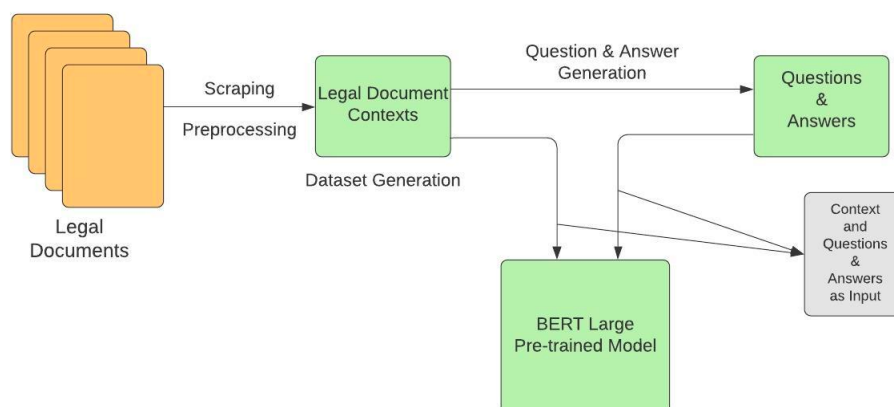 Legal
Documents
Scraping
Preprocessing
Legal Document
Contexts
Dataset Generation
Question & Answer
Generation
Questions
&
Answers
Context
and
Questions
&
Answers
as Input
BERT Large
Pre-trained Model